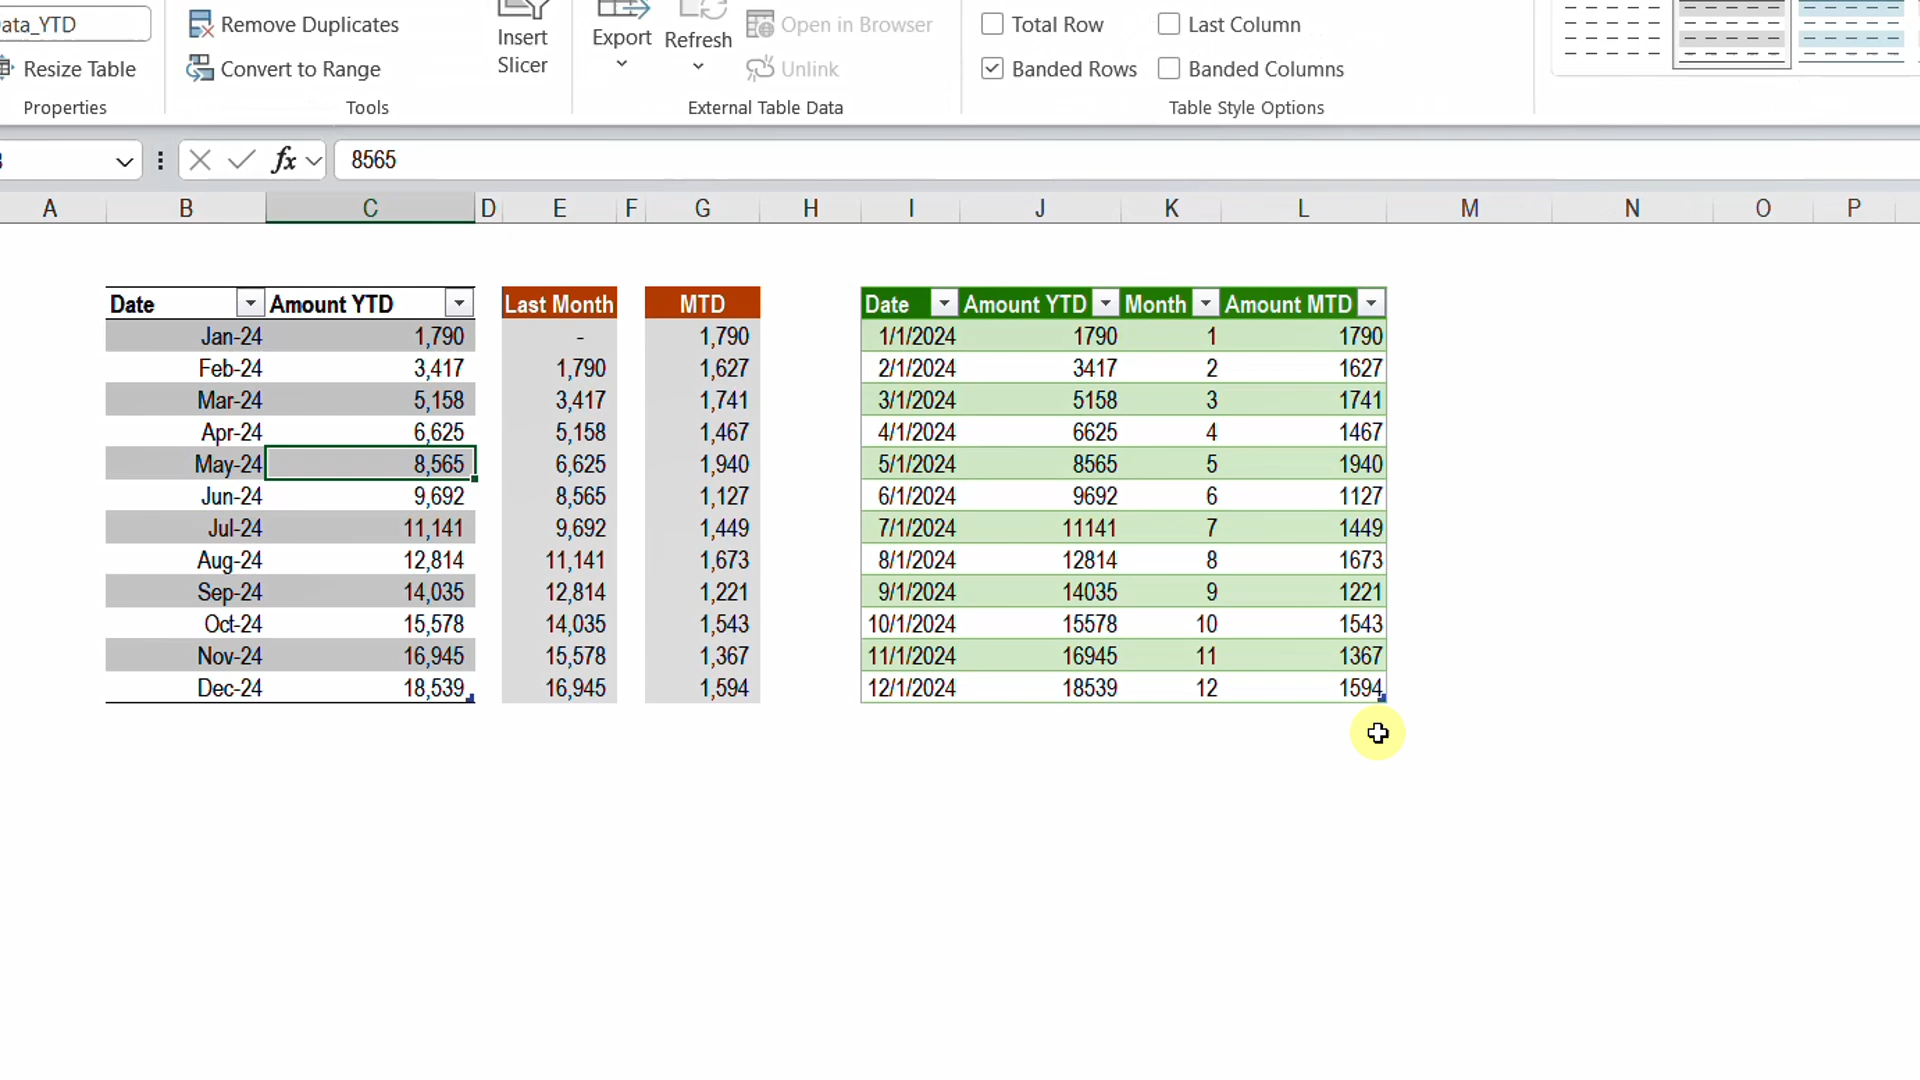 ata_YTD
Resize Table
Properties
Remove Duplicates
Convert to Range
Tools
Insert
Slicer
Export
Refresh
Open in Browser
Unlink
External Table Data
Total Row
Last Column
Banded Rows
Banded Columns
Table Style Options
fx
8565
A B C D E F G H I J K L M N O P
Date Amount YTD Last Month MTD Date Amount YTD Month Amount MTD
Jan-24 1,790 - 1,790 1/1/2024 1790 1 1790
Feb-24 3,417 1,790 1,627 2/1/2024 3417 2 1627
Mar-24 5,158 3,417 1,741 3/1/2024 5158 3 1741
Apr-24 6,625 5,158 1,467 4/1/2024 6625 4 1467
May-24 8,565 6,625 1,940 5/1/2024 8565 5 1940
Jun-24 9,692 8,565 1,127 6/1/2024 9692 6 1127
Jul-24 11,141 9,692 1,449 7/1/2024 11141 7 1449
Aug-24 12,814 11,141 1,673 8/1/2024 12814 8 1673
Sep-24 14,035 12,814 1,221 9/1/2024 14035 9 1221
Oct-24 15,578 14,035 1,543 10/1/2024 15578 10 1543
Nov-24 16,945 15,578 1,367 11/1/2024 16945 11 1367
Dec-24 18,539 16,945 1,594 12/1/2024 18539 12 1594